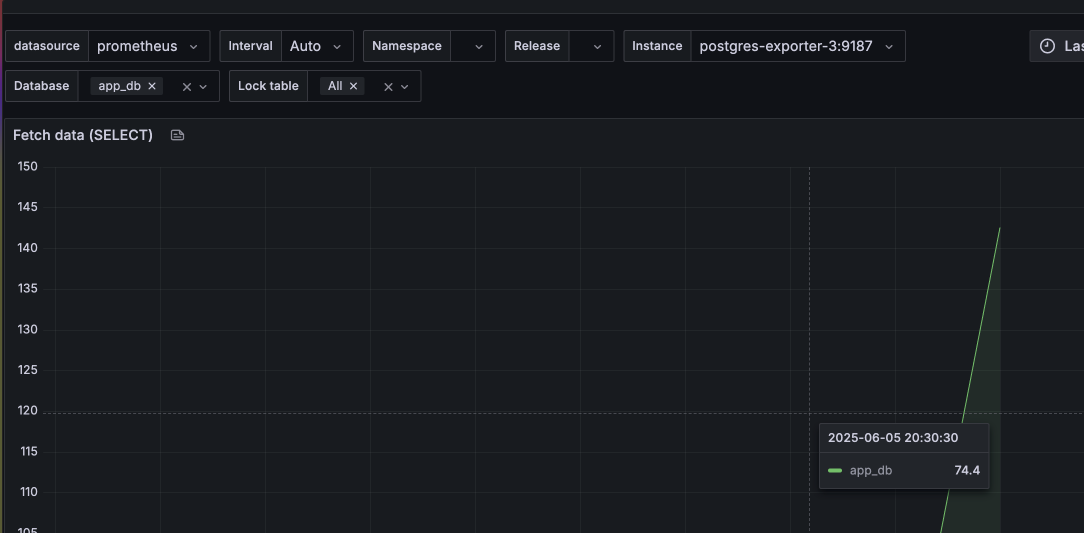 datasource prometheus Interval Auto Namespace Release Instance postgres-exporter-3:9187 Las
Database app_db Lock table All
Fetch data (SELECT)
150
145
140
135
130
125
120
115
110
105
2025-06-05 20:30:30
app_db 74.4